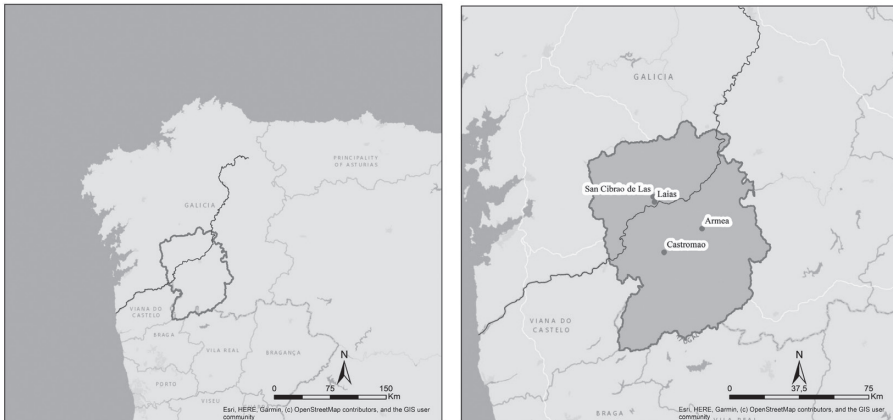 PRINCIPALITY
OF ASTURIAS
GALICIA
VIANA DO
CASTELO
BRAGA
VILA REAL
BRAGANÇA
PORTO
VISEU
N
0 75 150
Km
Esri, HERE, Garmin, (c) OpenStreetMap contributors, and the GIS user
community
GALICIA
San Cibrao de Las
Laias
Armea
Castromao
VIANA DO
CASTELO
BRAGA
VILA REAL
N
0 37,5 75
Km
Esri, HERE, Garmin, (c) OpenStreetMap contributors, and the GIS user
community